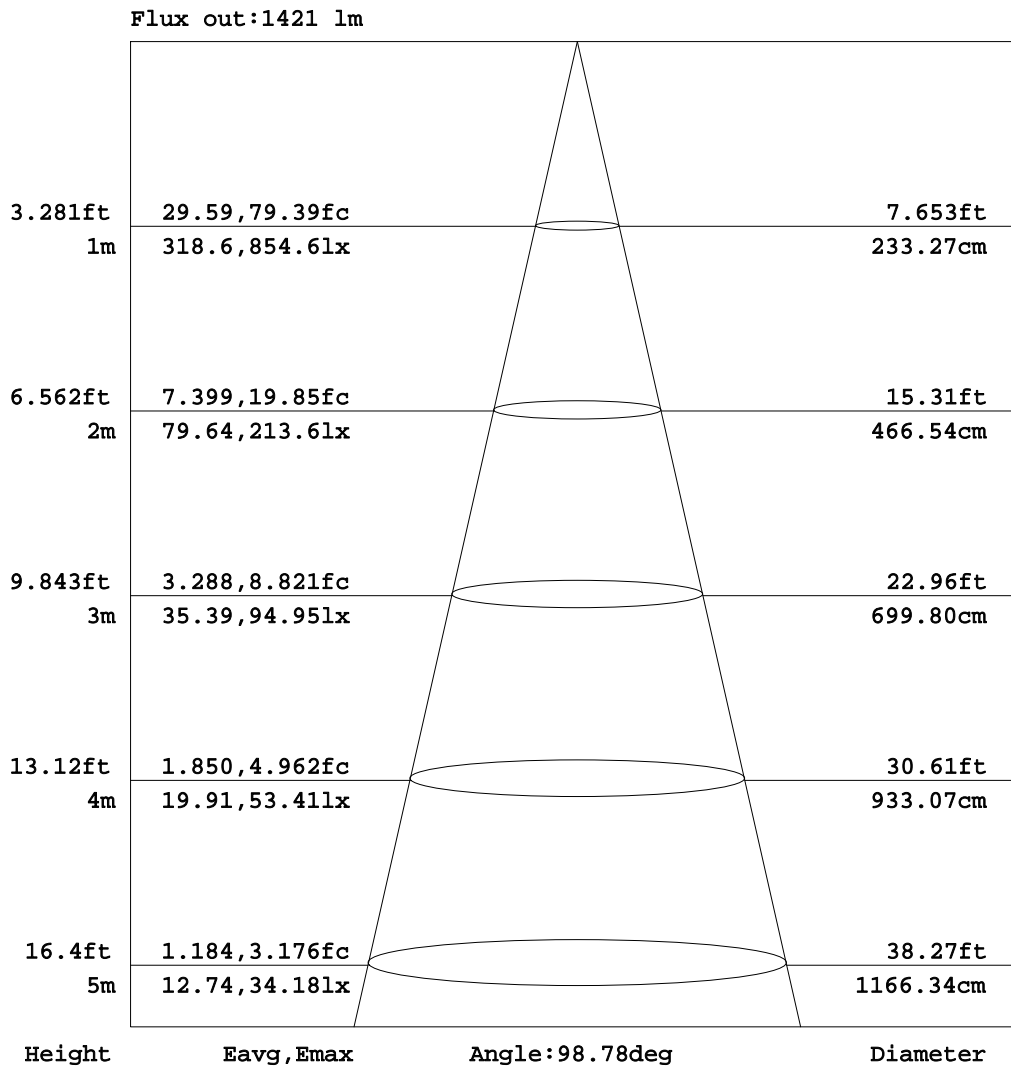 Flux out:1421 lm
3.281ft 29.59,79.39fc 7.653ft
1m 318.6,854.6lx 233.27cm
6.562ft 7.399,19.85fc 15.31ft
2m 79.64,213.6lx 466.54cm
9.843ft 3.288,8.821fc 22.96ft
3m 35.39,94.95lx 699.80cm
13.12ft 1.850,4.962fc 30.61ft
4m 19.91,53.41lx 933.07cm
16.4ft 1.184,3.176fc 38.27ft
5m 12.74,34.18lx 1166.34cm
Height Eavg,Emax Angle:98.78deg Diameter